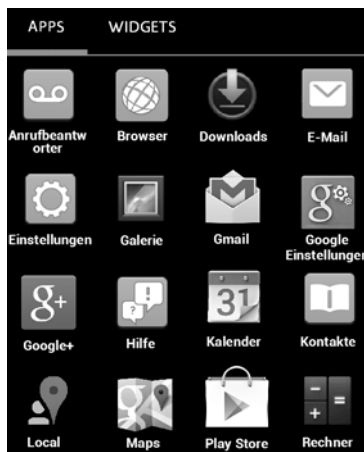 APPS WIDGETS
Anrufbeantw
orter
Browser
Downloads
E-Mail
Einstellungen
Galerie
Gmail
g
Google
Einstellungen
g+
Google+
!
?
Hilfe
31
Kalender
Kontakte
Local
g
Maps
Play Store
− + =
Rechner